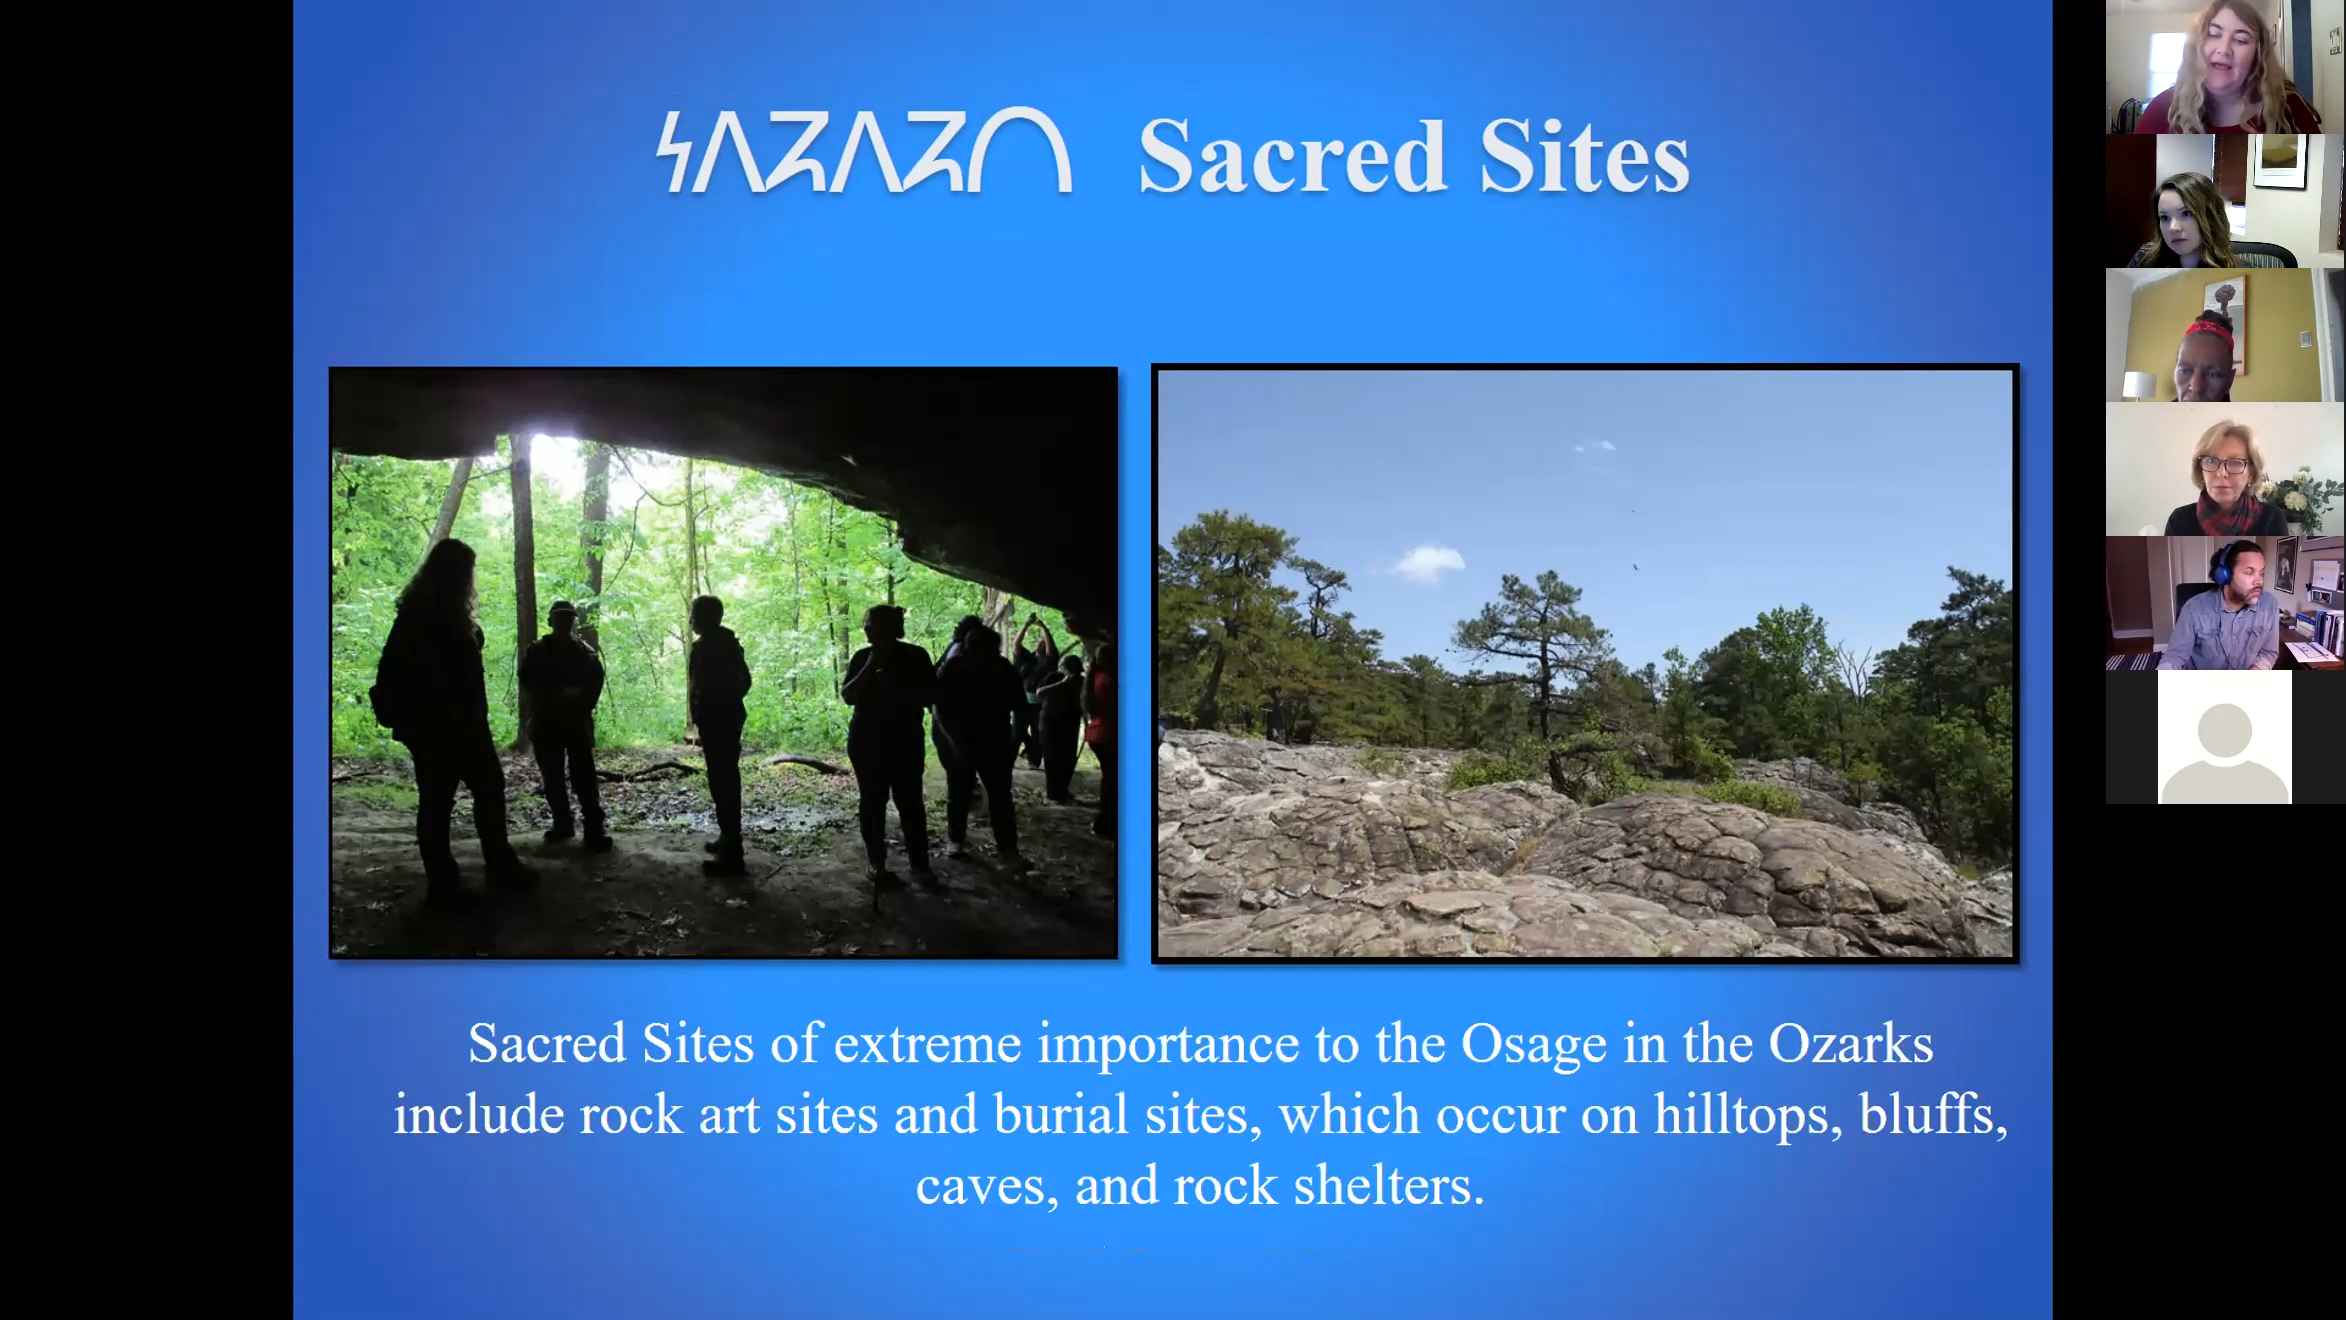 𐓏𐒰𐓓𐒰𐓓𐒷 Sacred Sites
Sacred Sites of extreme importance to the Osage in the Ozarks
include rock art sites and burial sites, which occur on hilltops, bluffs,
caves, and rock shelters.